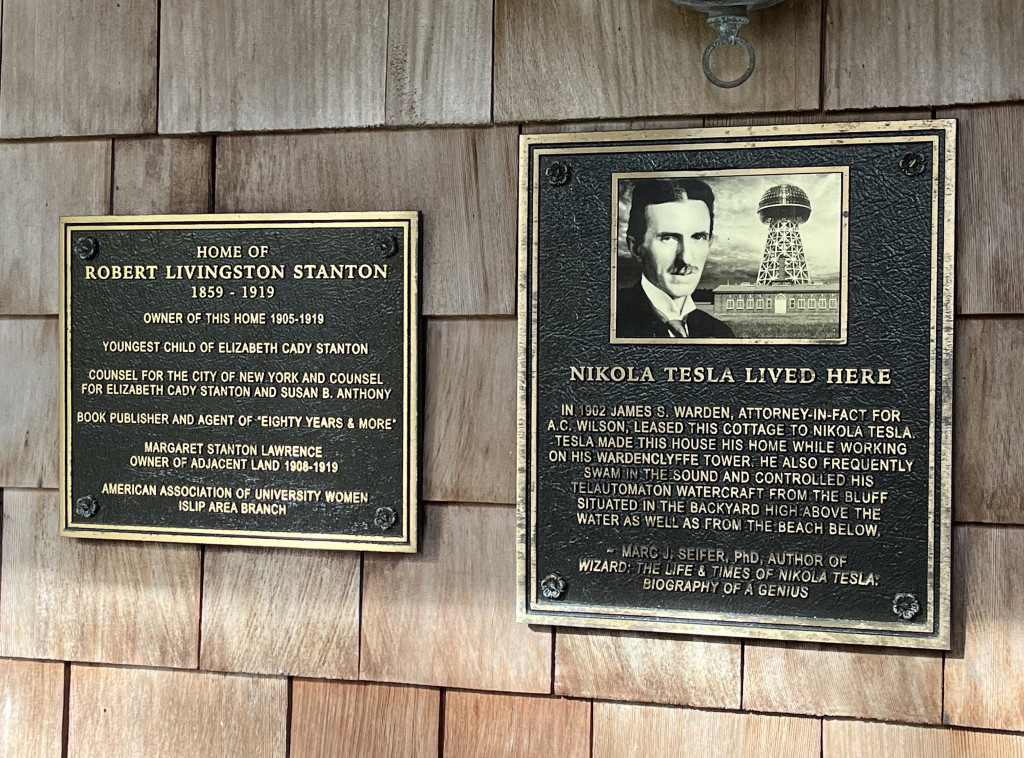 HOME OF
ROBERT LIVINGSTON STANTON
1859 - 1919
OWNER OF THIS HOME 1905-1919
YOUNGEST CHILD OF ELIZABETH CADY STANTON
COUNSEL FOR THE CITY OF NEW YORK AND COUNSEL
FOR ELIZABETH CADY STANTON AND SUSAN B. ANTHONY
BOOK PUBLISHER AND AGENT OF "EIGHTY YEARS & MORE"
MARGARET STANTON LAWRENCE
OWNER OF ADJACENT LAND 1908-1919
AMERICAN ASSOCIATION OF UNIVERSITY WOMEN
ISLIP AREA BRANCH
NIKOLA TESLA LIVED HERE
IN 1902 JAMES S. WARDEN, ATTORNEY-IN-FACT FOR
A.C. WILSON, LEASED THIS COTTAGE TO NIKOLA TESLA.
TESLA MADE THIS HOUSE HIS HOME WHILE WORKING
ON HIS WARDENCLYFFE TOWER. HE ALSO FREQUENTLY
SWAM IN THE SOUND AND CONTROLLED HIS
TELAUTOMATON WATERCRAFT FROM THE BLUFF
SITUATED IN THE BACKYARD HIGH ABOVE THE
WATER AS WELL AS FROM THE BEACH BELOW.
~ MARC J. SEIFER, PhD, AUTHOR OF
WIZARD: THE LIFE & TIMES OF NIKOLA TESLA:
BIOGRAPHY OF A GENIUS